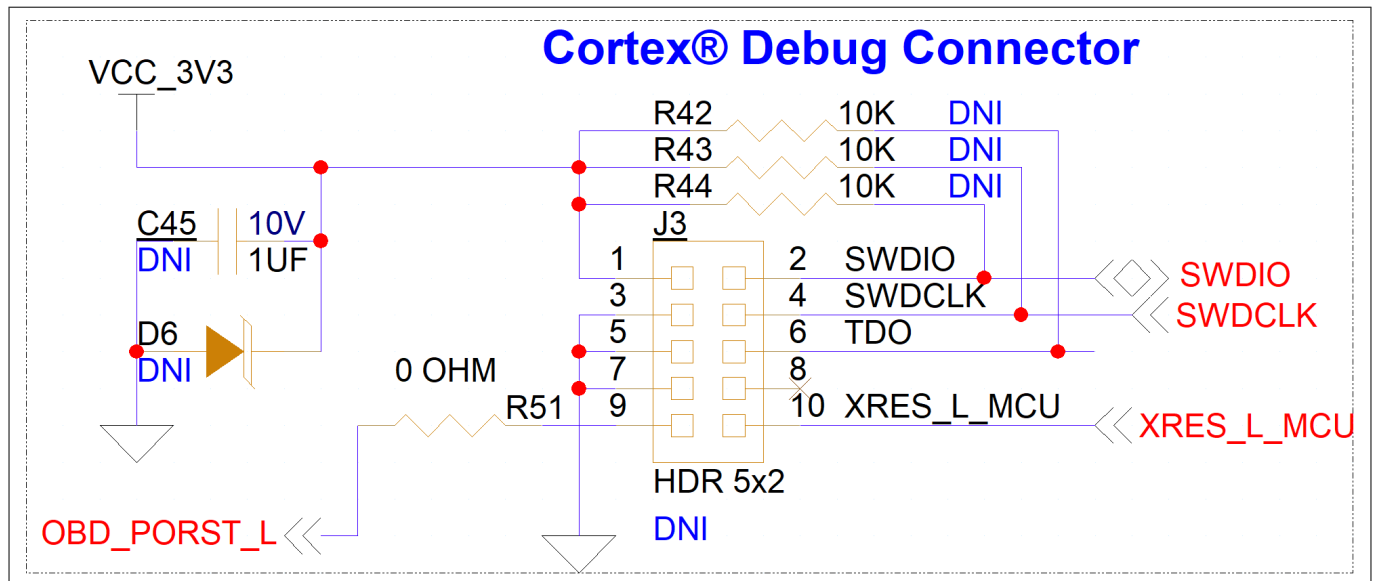 Cortex® Debug Connector
VCC_3V3
R42 10K DNI
R43 10K DNI
R44 10K DNI
C45 10V
DNI 1UF
J3
1 2 SWDIO SWDIO
3 4 SWDCLK SWDCLK
D6 5 6 TDO
DNI 0 OHM 7 8
R51 9 10 XRES_L_MCU XRES_L_MCU
HDR 5x2
OBD_PORST_L DNI